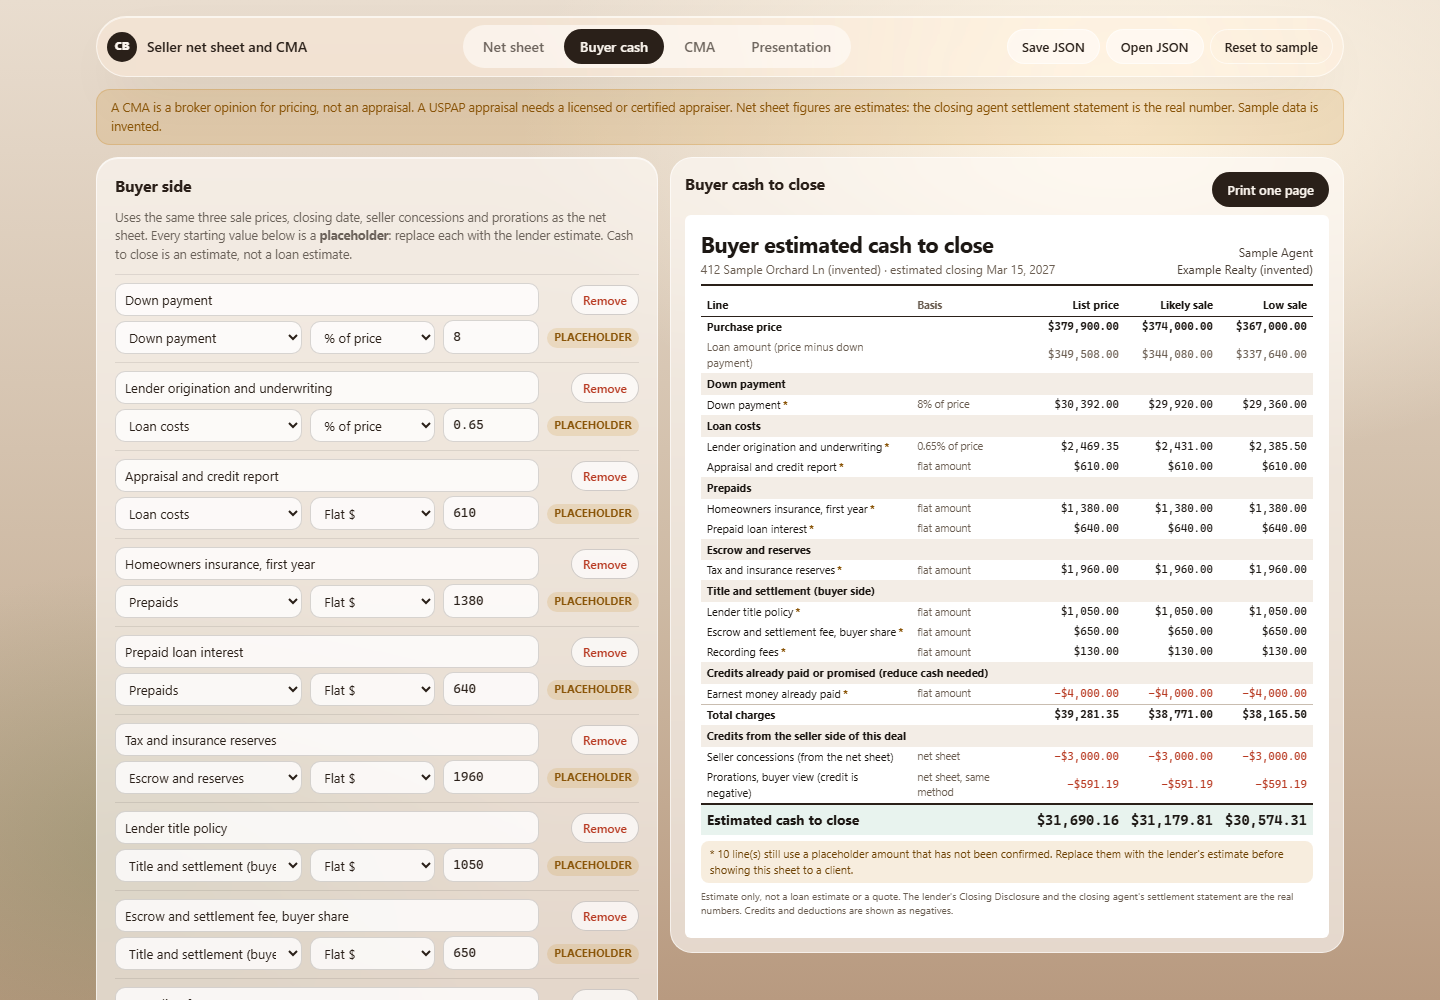 CB Seller net sheet and CMA
Net sheet Buyer cash CMA Presentation
Save JSON Open JSON Reset to sample
A CMA is a broker opinion for pricing, not an appraisal. A USPAP appraisal needs a licensed or certified appraiser. Net sheet figures are estimates: the closing agent settlement statement is the real number. Sample data is
invented.
Buyer side
Uses the same three sale prices, closing date, seller concessions and prorations as the net
sheet. Every starting value below is a placeholder: replace each with the lender estimate. Cash
to close is an estimate, not a loan estimate.
Down payment Remove
Down payment % of price 8 PLACEHOLDER
Lender origination and underwriting Remove
Loan costs % of price 0.65 PLACEHOLDER
Appraisal and credit report Remove
Loan costs Flat $ 610 PLACEHOLDER
Homeowners insurance, first year Remove
Prepaids Flat $ 1380 PLACEHOLDER
Prepaid loan interest Remove
Prepaids Flat $ 640 PLACEHOLDER
Tax and insurance reserves Remove
Escrow and reserves Flat $ 1960 PLACEHOLDER
Lender title policy Remove
Title and settlement (buye Flat $ 1050 PLACEHOLDER
Escrow and settlement fee, buyer share Remove
Title and settlement (buye Flat $ 650 PLACEHOLDER
Buyer cash to close
Print one page
Buyer estimated cash to close
412 Sample Orchard Ln (invented) · estimated closing Mar 15, 2027
Sample Agent
Example Realty (invented)
Line Basis List price Likely sale Low sale
Purchase price $379,900.00 $374,000.00 $367,000.00
Loan amount (price minus down
payment) $349,508.00 $344,080.00 $337,640.00
Down payment
Down payment * 8% of price $30,392.00 $29,920.00 $29,360.00
Loan costs
Lender origination and underwriting * 0.65% of price $2,469.35 $2,431.00 $2,385.50
Appraisal and credit report * flat amount $610.00 $610.00 $610.00
Prepaids
Homeowners insurance, first year * flat amount $1,380.00 $1,380.00 $1,380.00
Prepaid loan interest * flat amount $640.00 $640.00 $640.00
Escrow and reserves
Tax and insurance reserves * flat amount $1,960.00 $1,960.00 $1,960.00
Title and settlement (buyer side)
Lender title policy * flat amount $1,050.00 $1,050.00 $1,050.00
Escrow and settlement fee, buyer share * flat amount $650.00 $650.00 $650.00
Recording fees * flat amount $130.00 $130.00 $130.00
Credits already paid or promised (reduce cash needed)
Earnest money already paid * flat amount −$4,000.00 −$4,000.00 −$4,000.00
Total charges $39,281.35 $38,771.00 $38,165.50
Credits from the seller side of this deal
Seller concessions (from the net sheet) net sheet −$3,000.00 −$3,000.00 −$3,000.00
Prorations, buyer view (credit is
negative) net sheet, same
method −$591.19 −$591.19 −$591.19
Estimated cash to close $31,690.16 $31,179.81 $30,574.31
* 10 line(s) still use a placeholder amount that has not been confirmed. Replace them with the lender's estimate before
showing this sheet to a client.
Estimate only, not a loan estimate or a quote. The lender's Closing Disclosure and the closing agent's settlement statement are the real
numbers. Credits and deductions are shown as negatives.